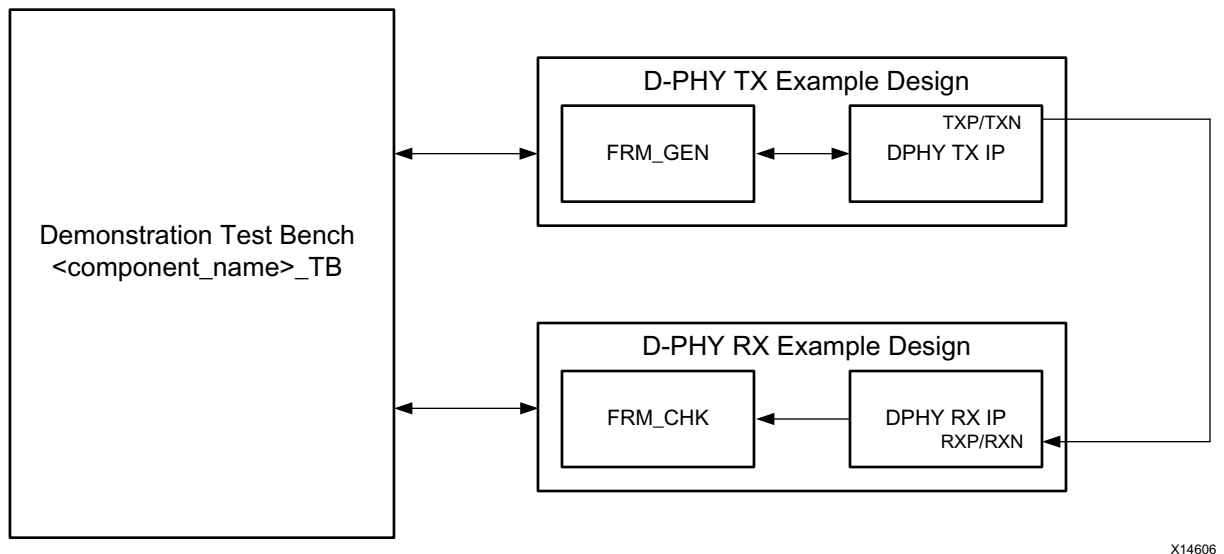 Demonstration Test Bench
<component_name>_TB
D-PHY TX Example Design
FRM_GEN
TXP/TXN
DPHY TX IP
D-PHY RX Example Design
FRM_CHK
DPHY RX IP
RXP/RXN
X14606